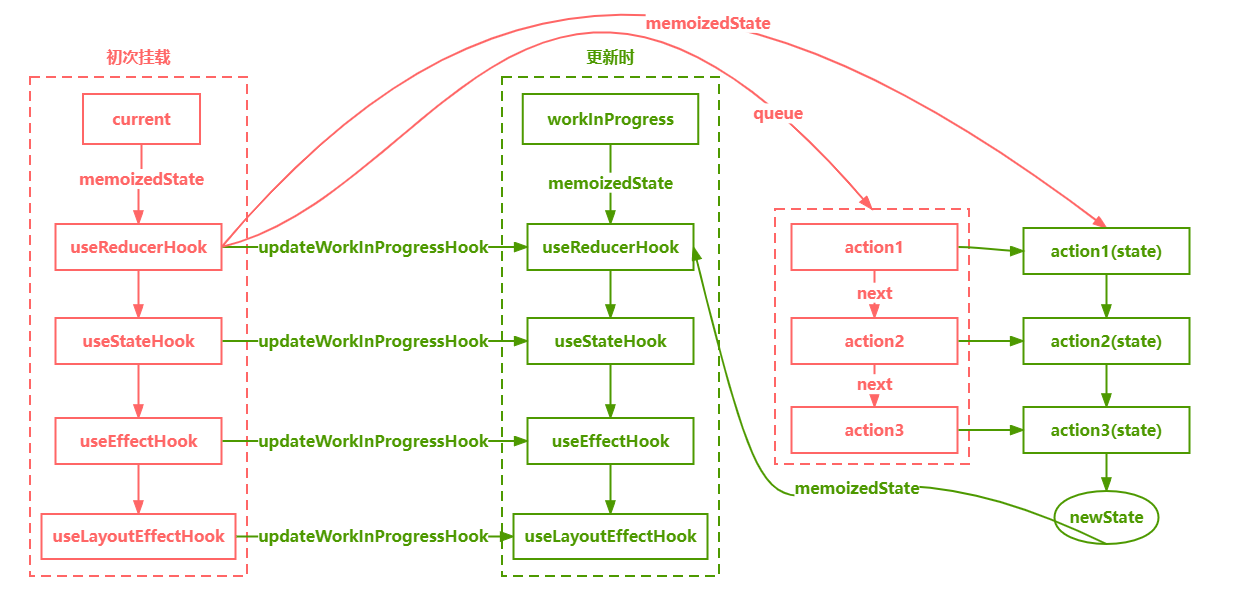 初次挂载
current
memoizedState
useReducerHook
useStateHook
useEffectHook
useLayoutEffectHook
updateWorkInProgressHook
updateWorkInProgressHook
updateWorkInProgressHook
updateWorkInProgressHook
更新时
workInProgress
memoizedState
useReducerHook
useStateHook
useEffectHook
useLayoutEffectHook
memoizedState
queue
action1
next
action2
next
action3
action1(state)
action2(state)
action3(state)
newState
memoizedState